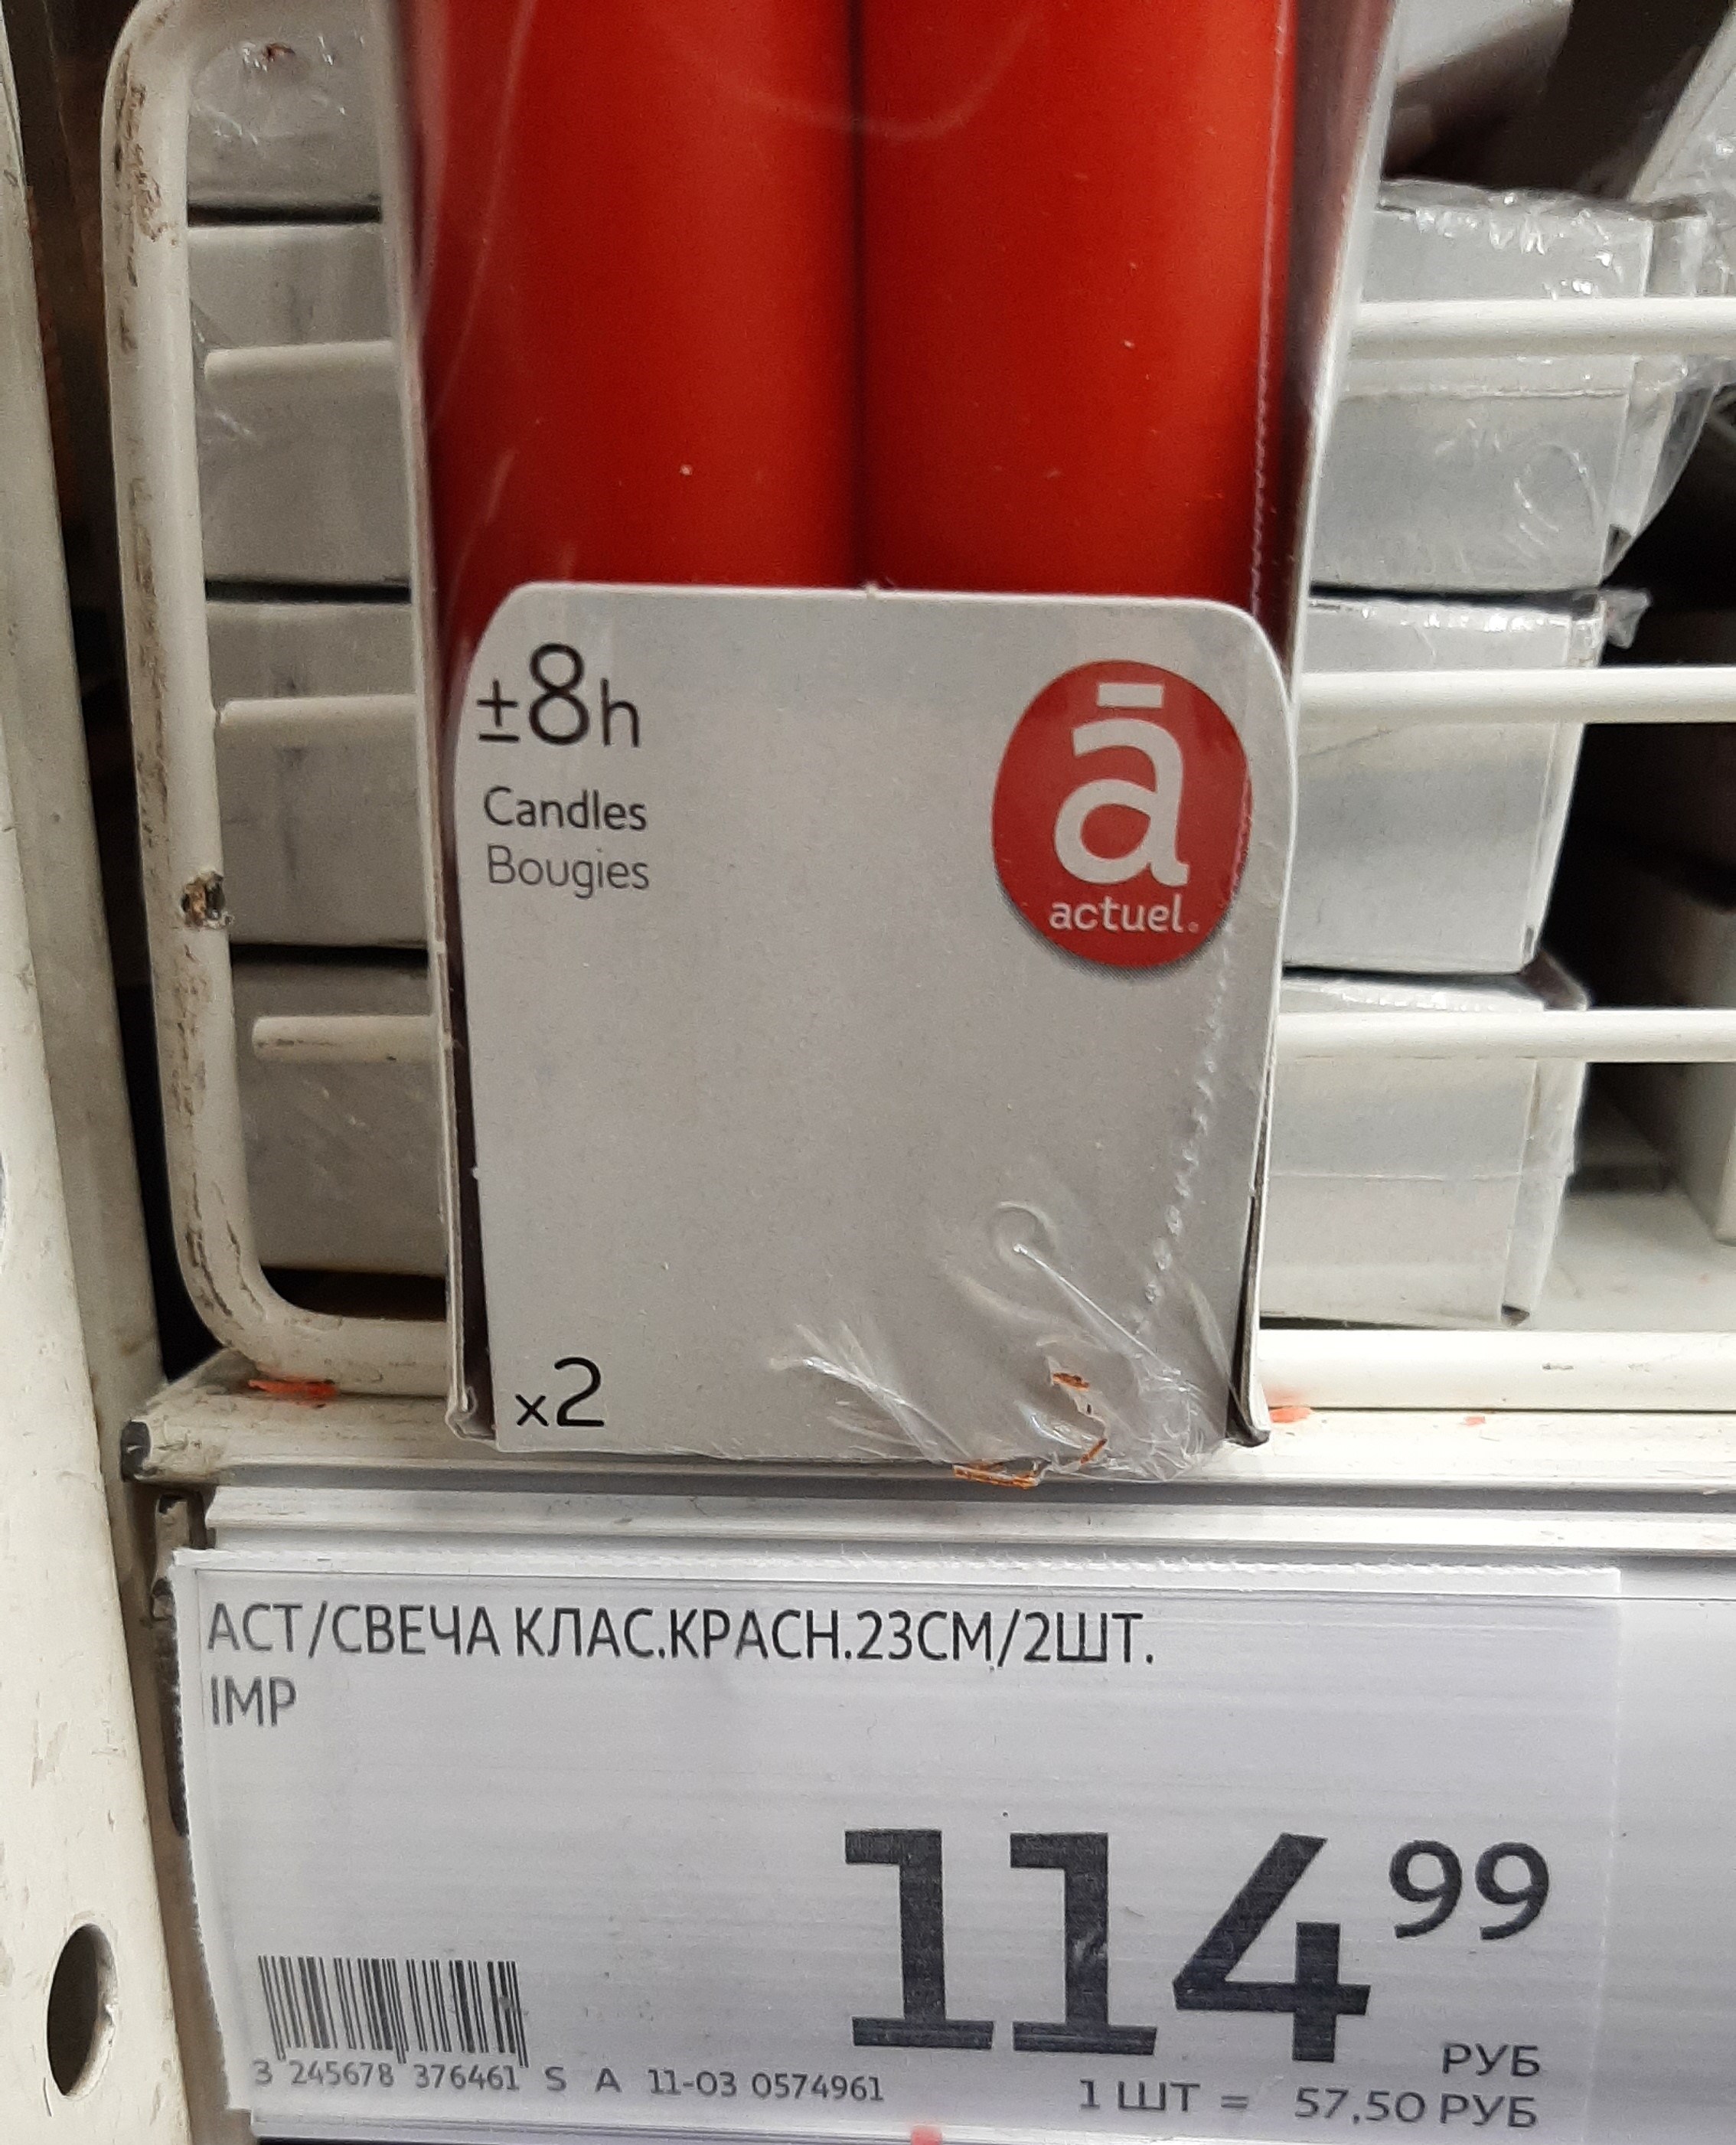 ±8h
Candles
Bougies
ā
actuel
x2
АСТ/СВЕЧА КЛАС.КРАСН.23СМ/2ШТ.
IMP
114 99
РУБ
3 245678 376461 S A 11-03 0574961
1 ШТ = 57,50 РУБ